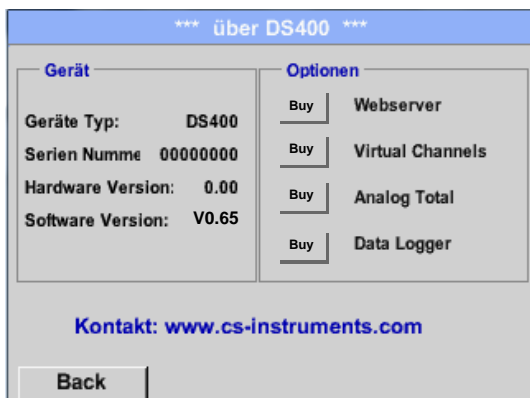 *** über DS400 ***
Gerät
Geräte Typ: DS400
Serien Numme 00000000
Hardware Version: 0.00
Software Version: V0.65
Optionen
Buy Webserver
Buy Virtual Channels
Buy Analog Total
Buy Data Logger
Kontakt: www.cs-instruments.com
Back